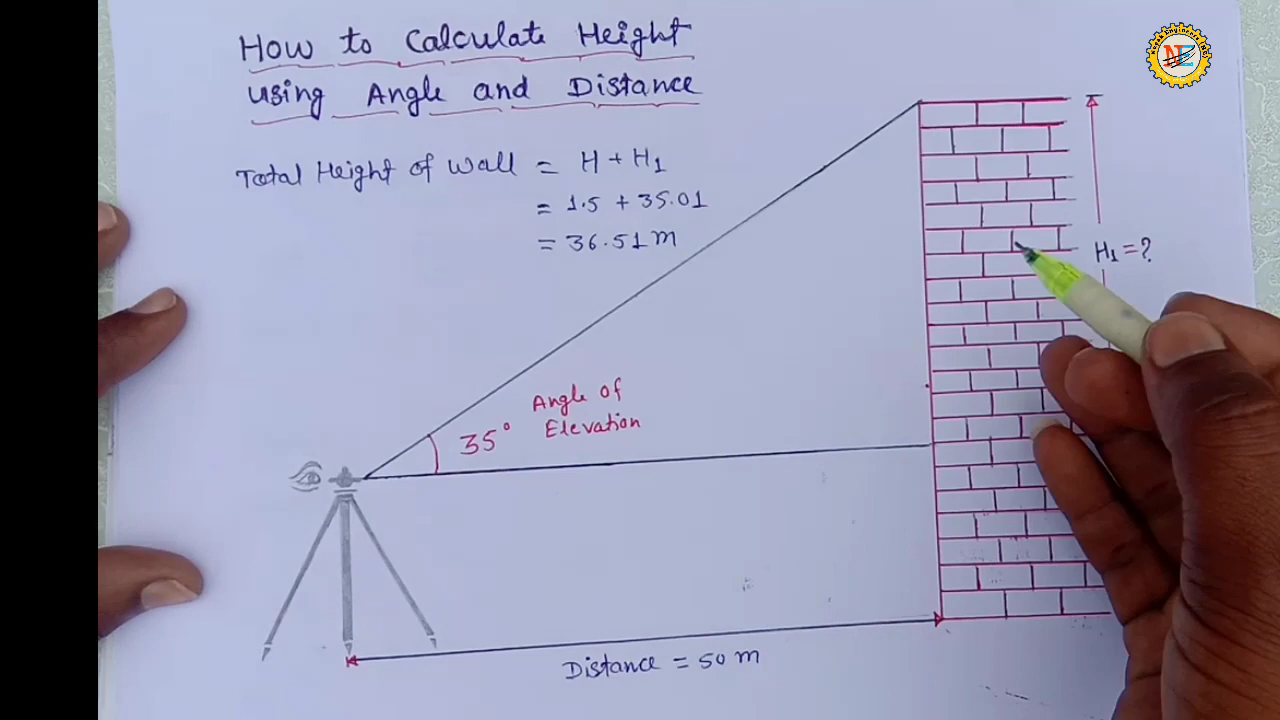 How to Calculate Height
using Angle and Distance
Total Height of Wall = H + H1
= 1.5 + 35.01
= 36.51 m
H1 = ?
Angle of
Elevation
35°
Distance = 50 m
NE